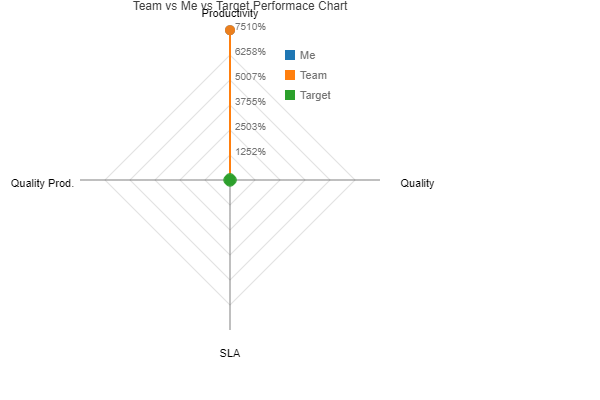 Team vs Me vs Target Performace Chart
Productivity
7510%
6258%
5007%
3755%
2503%
1252%
Me
Team
Target
Quality Prod.
Quality
SLA